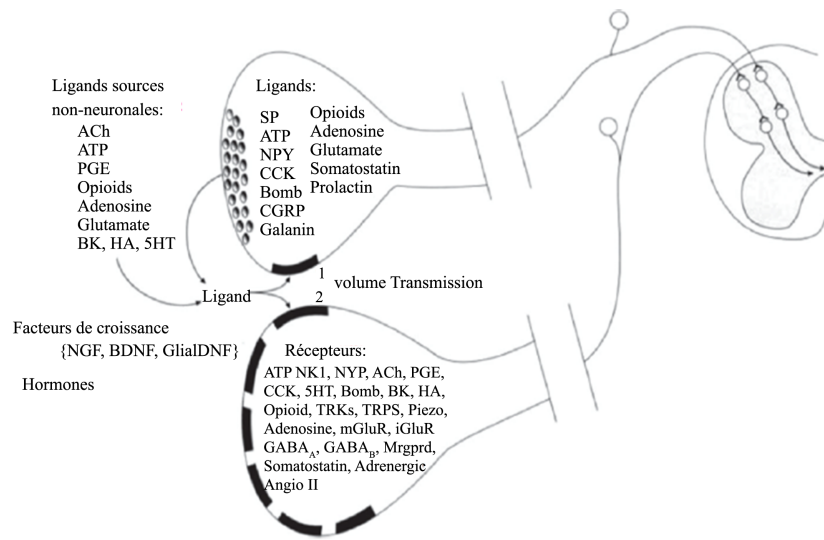 Ligands sources
non-neuronales:
ACh
ATP
PGE
Opioids
Adenosine
Glutamate
BK, HA, 5HT
Ligands:
SP
ATP
NPY
CCK
Bomb
CGRP
Galanin
Opioids
Adenosine
Glutamate
Somatostatin
Prolactin
1
volume Transmission
Ligand
2
Facteurs de croissance
{NGF, BDNF, GlialDNF}
Hormones
Récepteurs:
ATP NK1, NYP, ACh, PGE,
CCK, 5HT, Bomb, BK, HA,
Opioid, TRKs, TRPS, Piezo,
Adenosine, mGluR, iGluR
GABA_A, GABA_B, Mrgprd,
Somatostatin, Adrenergic
Angio II